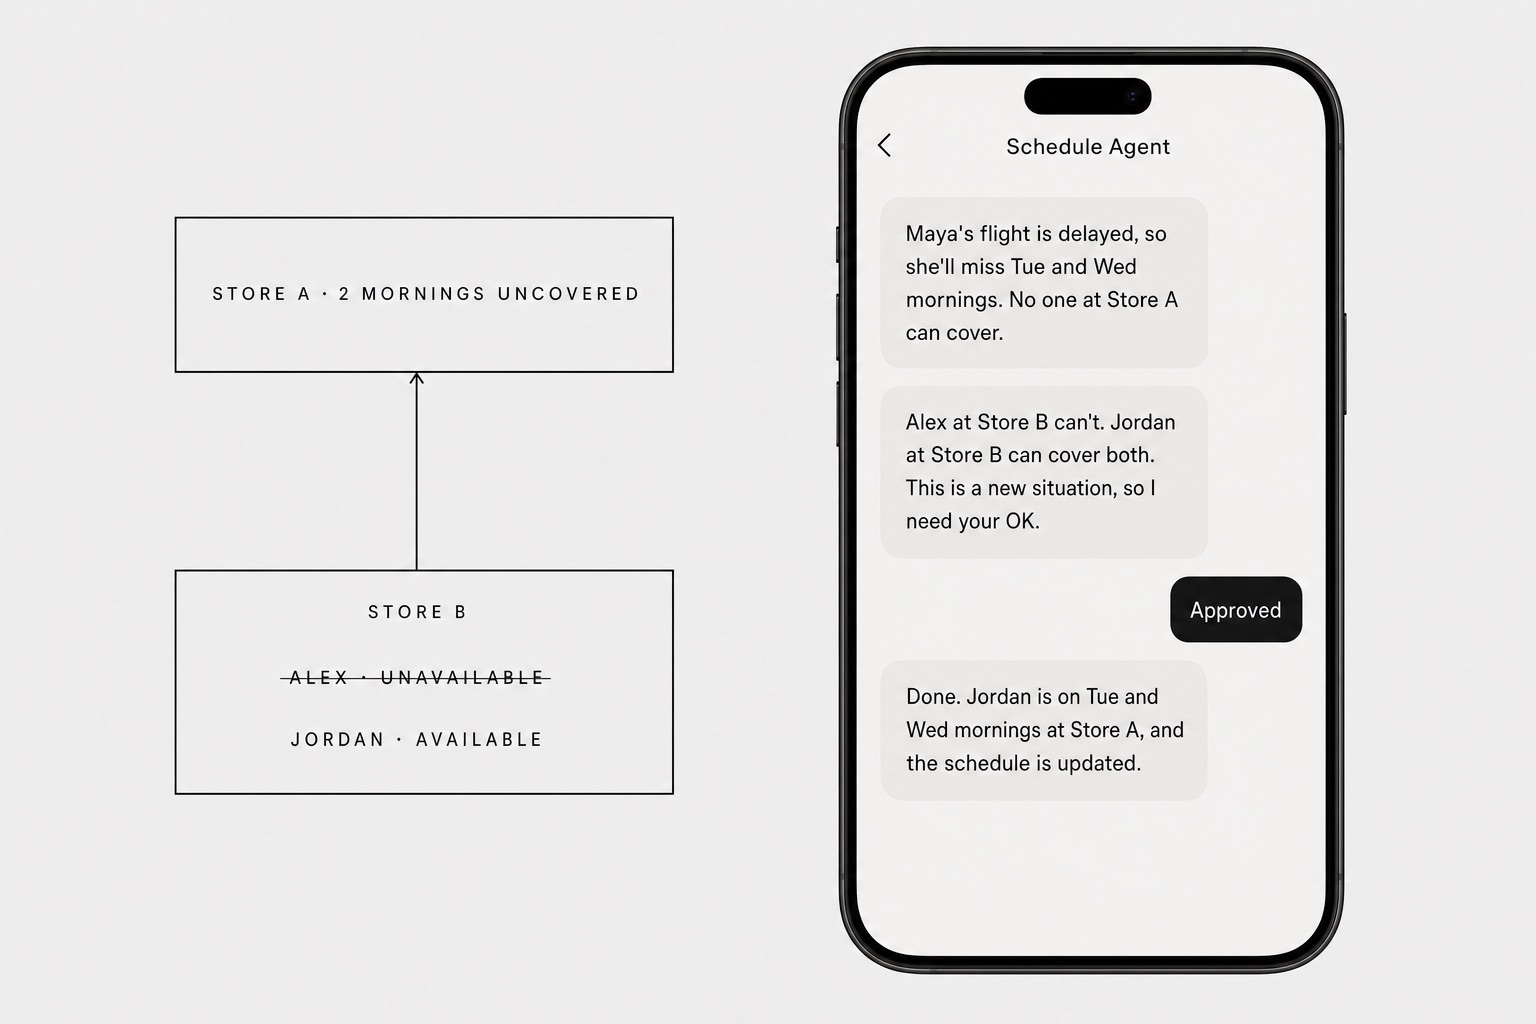 STORE A · 2 MORNINGS UNCOVERED
STORE B
ALEX · UNAVAILABLE
JORDAN · AVAILABLE
Schedule Agent
Maya's flight is delayed, so
she'll miss Tue and Wed
mornings. No one at Store A
can cover.
Alex at Store B can't. Jordan
at Store B can cover both.
This is a new situation, so I
need your OK.
Approved
Done. Jordan is on Tue and
Wed mornings at Store A, and
the schedule is updated.